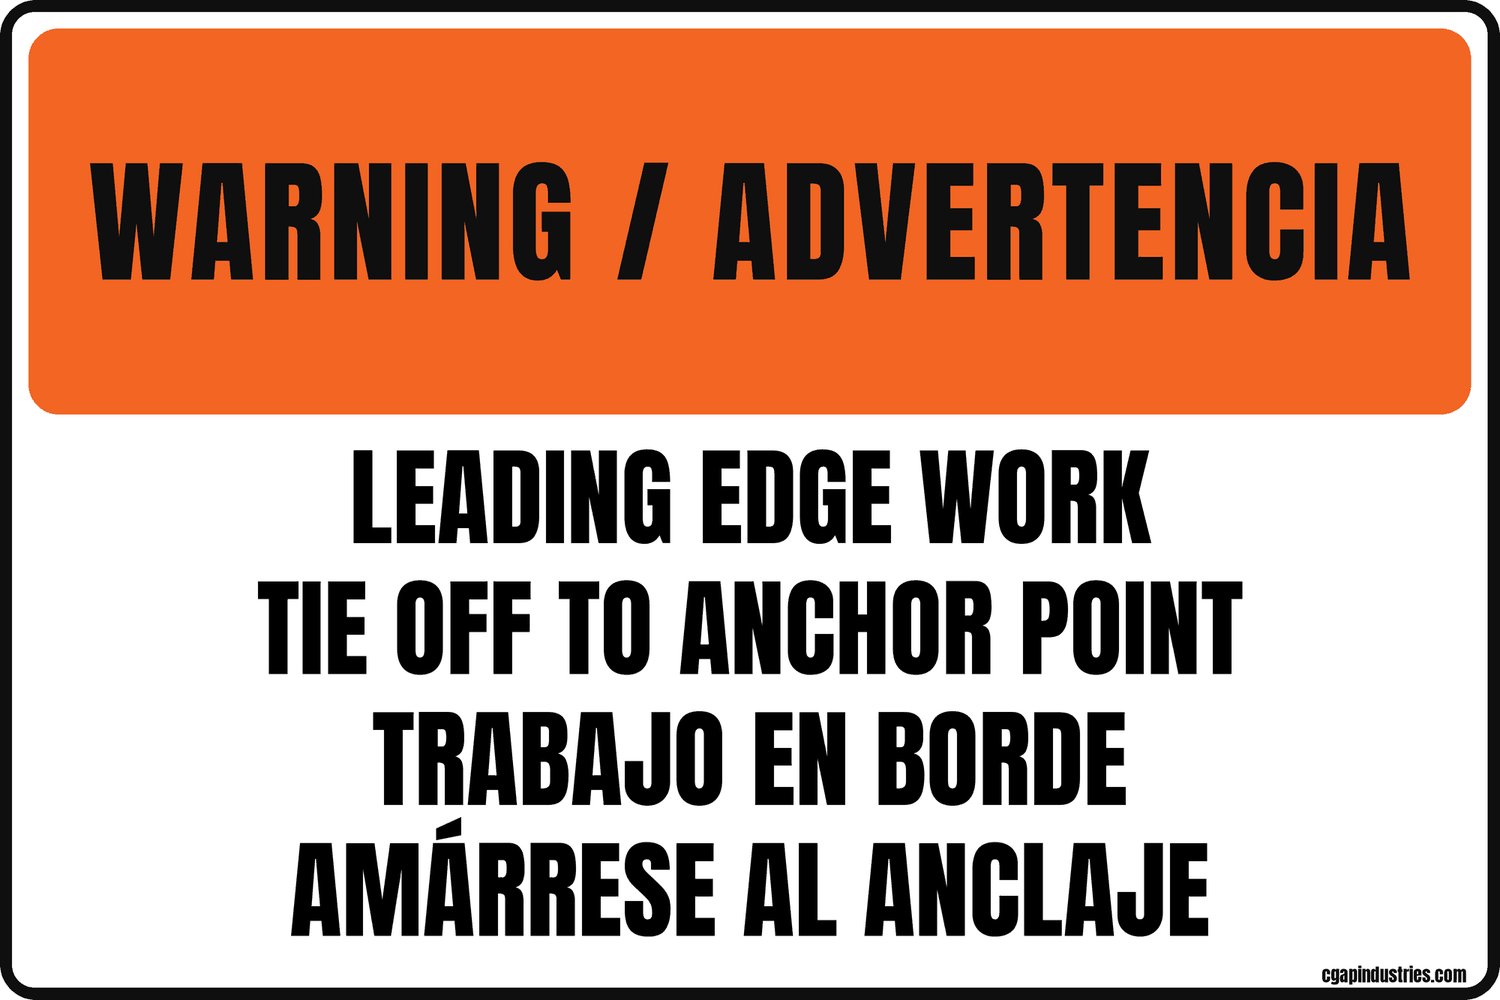 WARNING / ADVERTENCIA
LEADING EDGE WORK
TIE OFF TO ANCHOR POINT
TRABAJO EN BORDE
AMÁRRESE AL ANCLAJE
cgapindustries.com